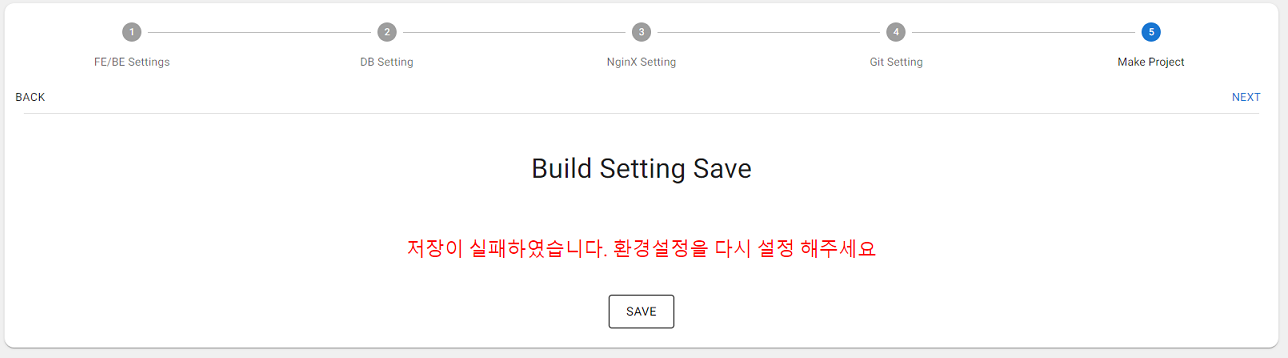 1 2 3 4 5
FE/BE Settings DB Setting NginX Setting Git Setting Make Project
BACK NEXT
Build Setting Save
저장이 실패하였습니다. 환경설정을 다시 설정 해주세요
SAVE